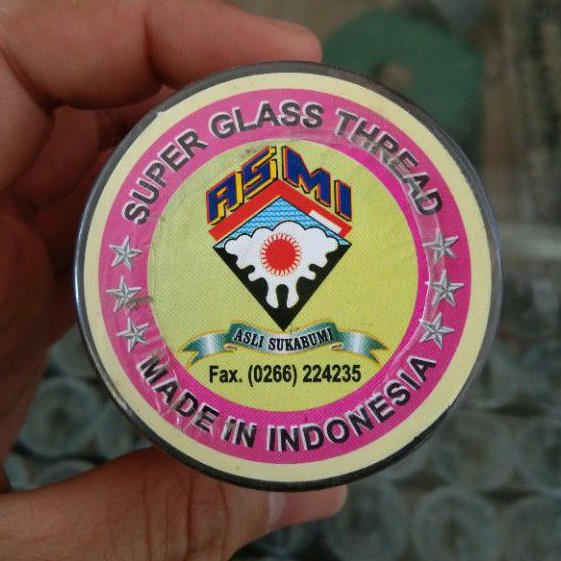 SUPER GLASS THREAD
ASMI
ASLI SUKABUMI
Fax. (0266) 224235
MADE IN INDONESIA